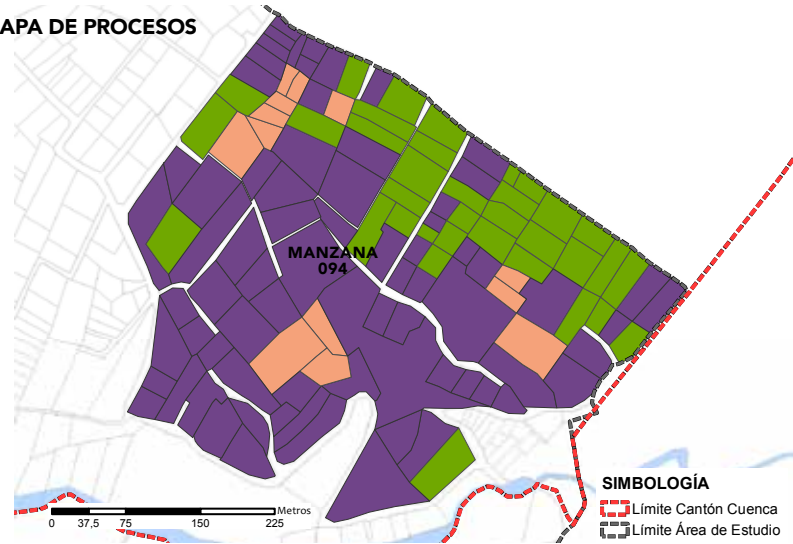 APA DE PROCESOS
MANZANA
094
SIMBOLOGÍA
Límite Cantón Cuenca
Límite Área de Estudio
Metros
0 37,5 75 150 225